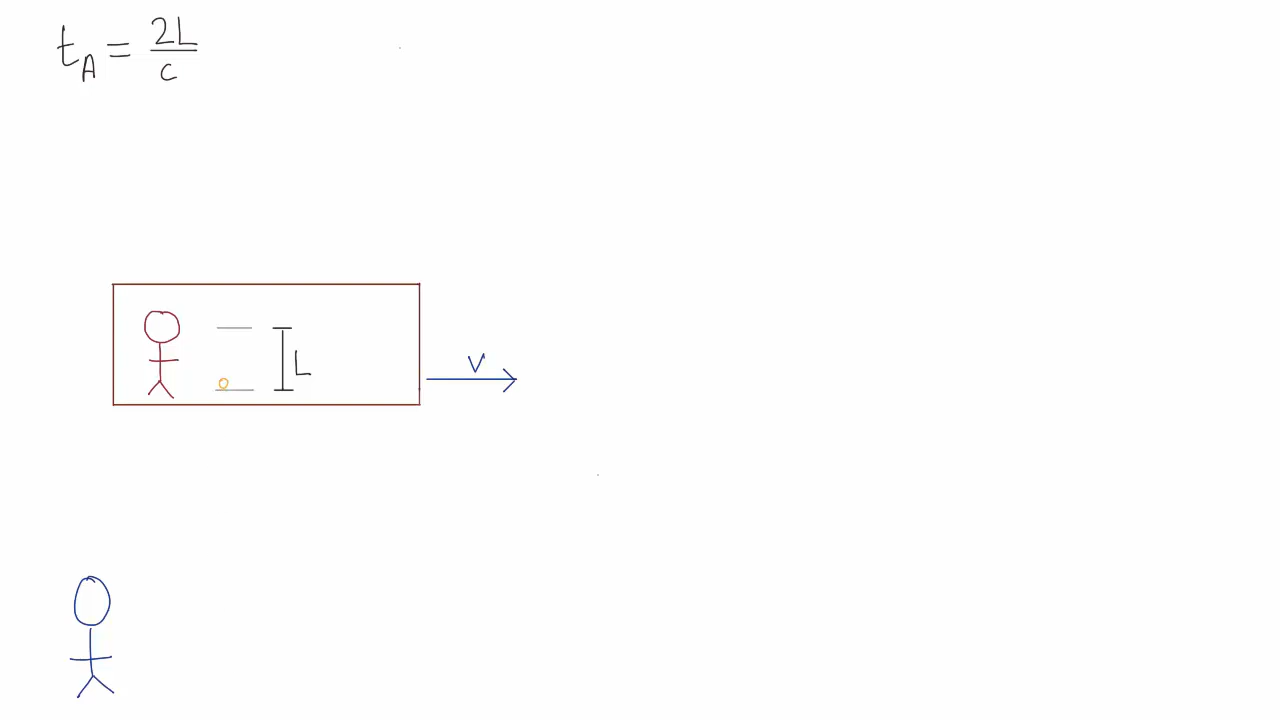 t_A = 2L/c
L
V